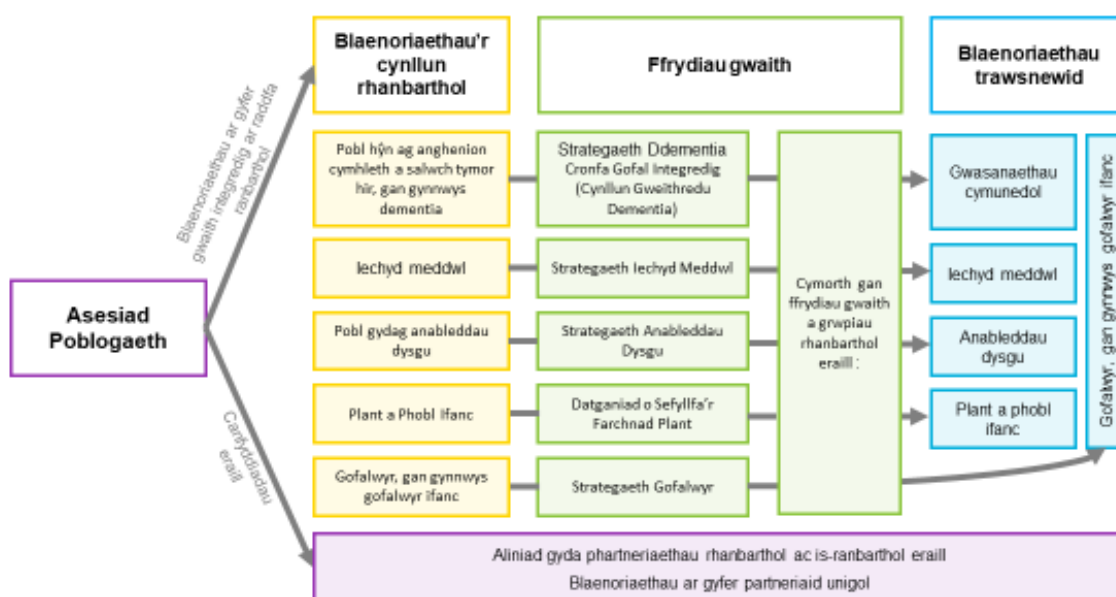 Blaenoriaethau'r
cynllun
rhanbarthol
Ffrydiau gwaith
Blaenoriaethau
trawsnewid
Blaenoriaethau ar gyfer
gwaith integredig ar raddfa
ranbarthol
Asesiad
Poblogaeth
Canfyddiadau
eraill
Pobl hŷn ag anghenion
cymhleth a salwch tymor
hir, gan gynnwys
dementia
Strategaeth Ddementia
Cronfa Gofal Integredig
(Cynllun Gweithredu
Dementia)
Gwasanaethau
cymunedol
Iechyd meddwl
Strategaeth Iechyd Meddwl
Iechyd meddwl
Pobl gydag anableddau
dysgu
Strategaeth Anableddau
Dysgu
Anableddau
dysgu
Plant a Phobl Ifanc
Datganiad o Sefyllfa'r
Farchnad Plant
Plant a phobl
ifanc
Gofalwyr, gan gynnwys
gofalwyr ifanc
Strategaeth Gofalwyr
Cymorth gan
ffrydiau gwaith
a grwpiau
rhanbarthol
eraill :
Gofalwyr, gan gynnwys gofalwyr ifanc
Aliniad gyda phartneriaethau rhanbarthol ac is-ranbarthol eraill
Blaenoriaethau ar gyfer partneriaid unigol